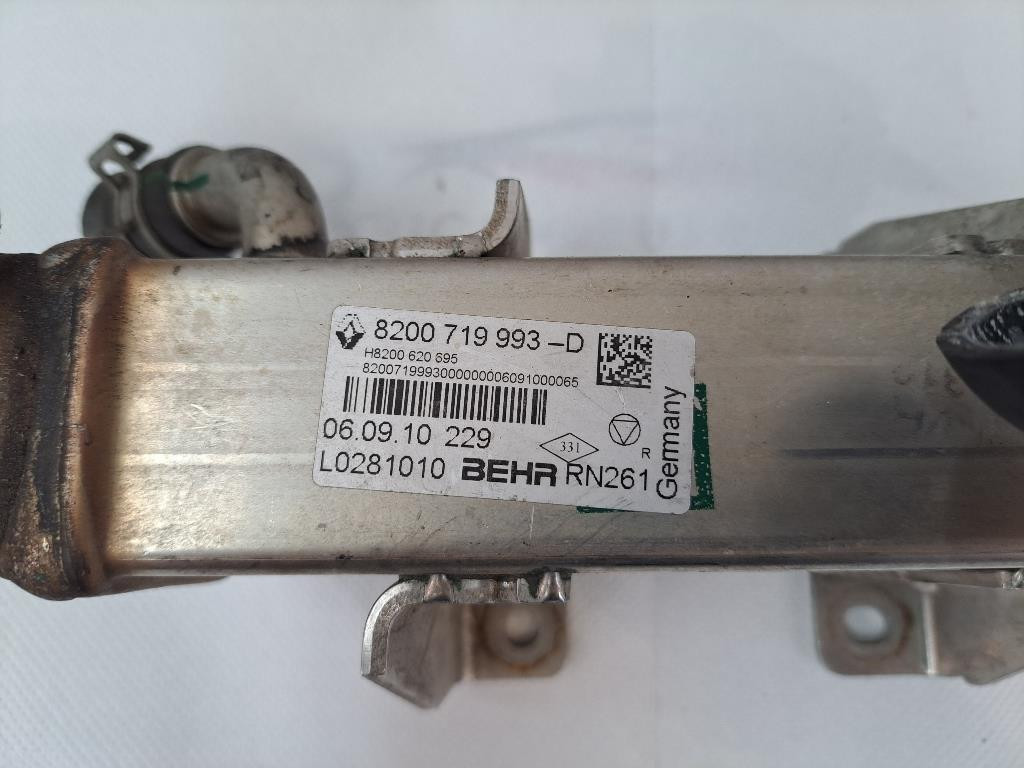 8200 719 993 –D
H8200 620 695
8200719993000000006091000065
06.09.10 229
331
R
L0281010 BEHR RN261
Germany